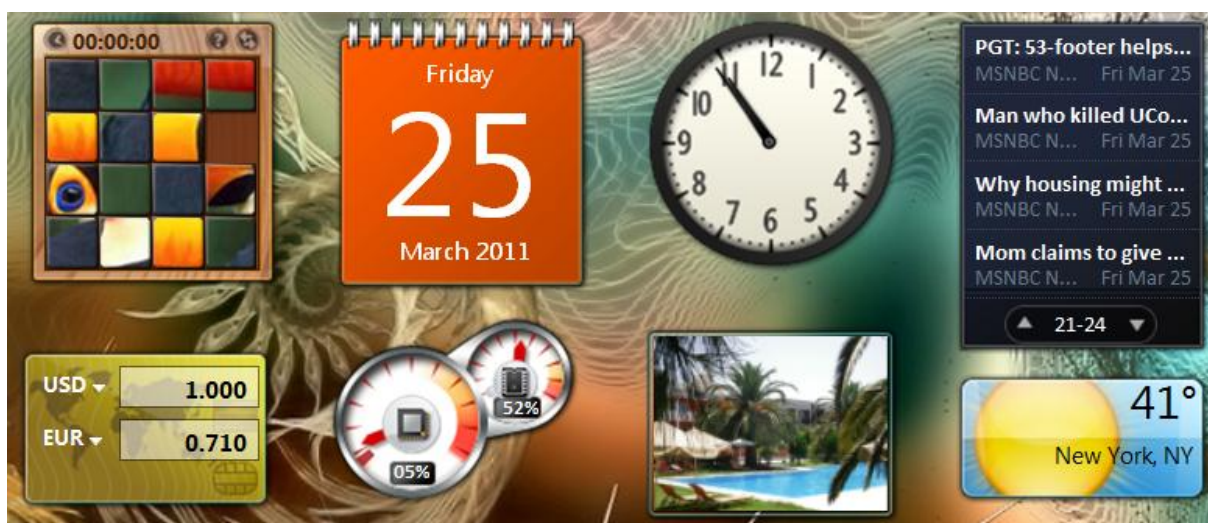 00:00:00 ?
Friday
25
March 2011
12
1
2
3
4
5
6
7
8
9
10
11
PGT: 53-footer helps...
MSNBC N... Fri Mar 25
Man who killed UCo...
MSNBC N... Fri Mar 25
Why housing might ...
MSNBC N... Fri Mar 25
Mom claims to give ...
MSNBC N... Fri Mar 25
21-24
USD 1.000
EUR 0.710
52%
05%
41°
New York, NY